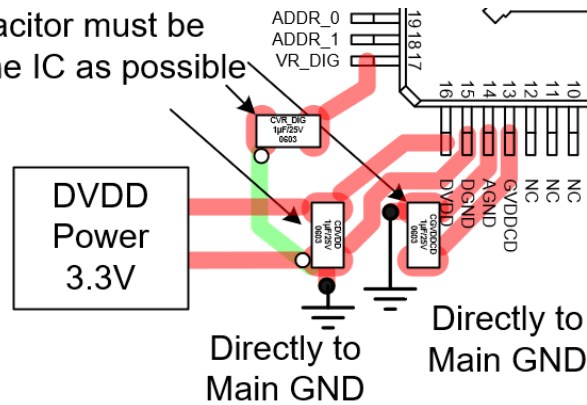 acitor must be
e IC as possible
ADDR_0
ADDR_1
VR_DIG
19
18
17
16
15
14
13
12
11
10
DVDD
DGND
AGND
GVDDCD
NC
NC
NC
CVR_DIG
1µF/25V
0603
DVDD
Power
3.3V
CDVDD
1µF/25V
0603
CGVDDCD
1µF/25V
0603
Directly to
Main GND
Directly to
Main GND